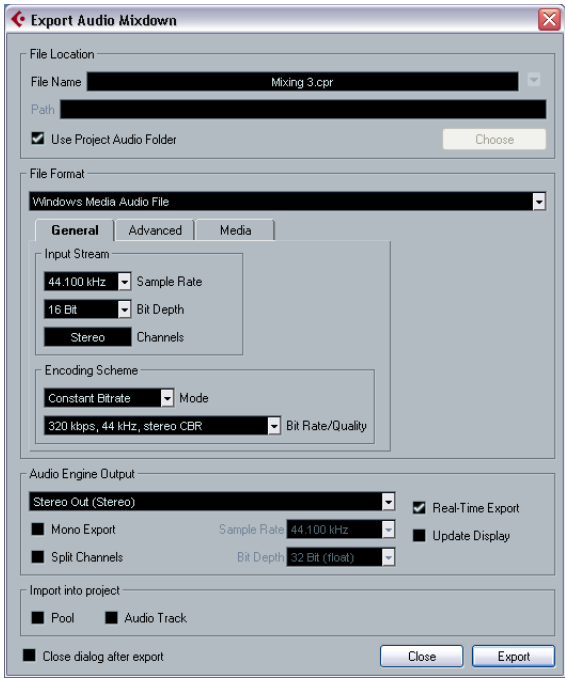 Export Audio Mixdown
File Location
File Name Mixing 3.cpr
Path
Use Project Audio Folder Choose
File Format
Windows Media Audio File
General Advanced Media
Input Stream
44.100 kHz Sample Rate
16 Bit Bit Depth
Stereo Channels
Encoding Scheme
Constant Bitrate Mode
320 kbps, 44 kHz, stereo CBR Bit Rate/Quality
Audio Engine Output
Stereo Out (Stereo) Real-Time Export
Mono Export Sample Rate 44.100 kHz Update Display
Split Channels Bit Depth 32 Bit (float)
Import into project
Pool Audio Track
Close dialog after export Close Export